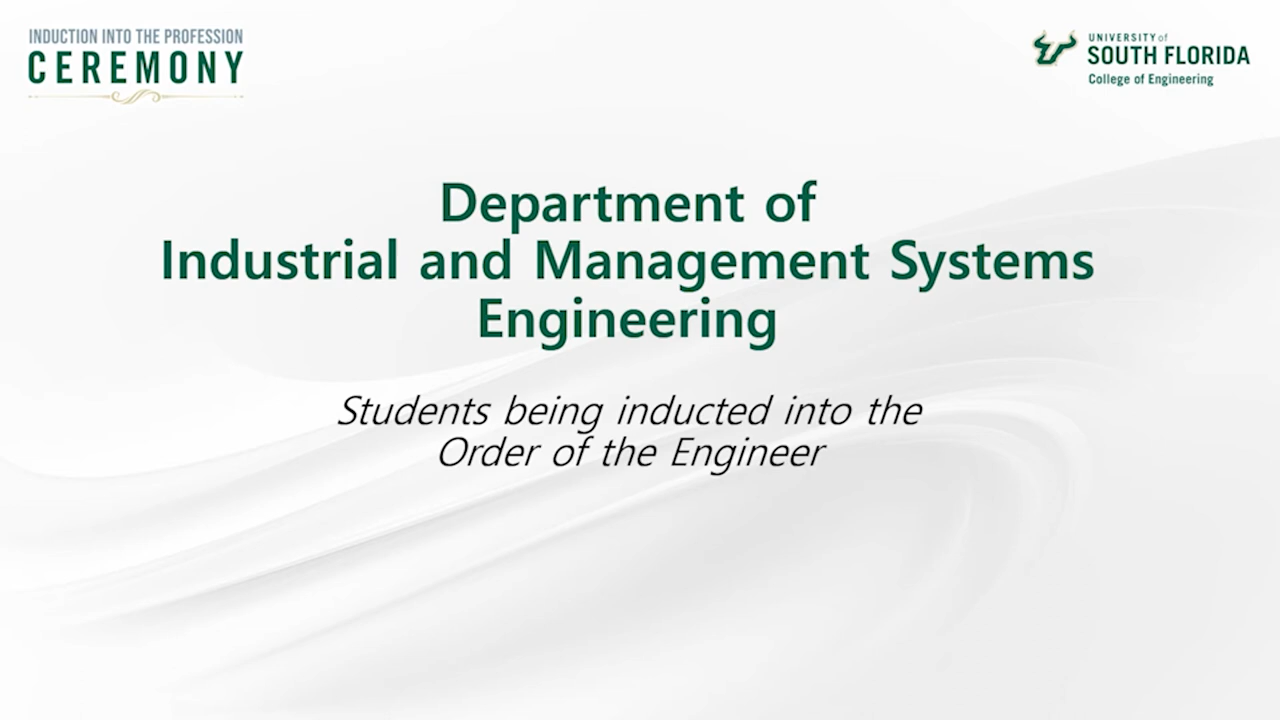 INDUCTION INTO THE PROFESSION
CEREMONY
UNIVERSITY of
SOUTH FLORIDA
College of Engineering
Department of
Industrial and Management Systems
Engineering
Students being inducted into the
Order of the Engineer